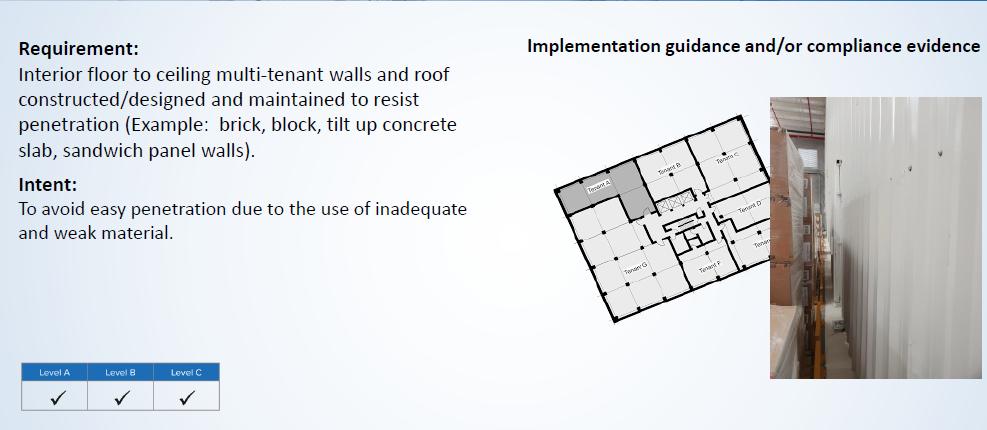 Requirement:
Interior floor to ceiling multi-tenant walls and roof
constructed/designed and maintained to resist
penetration (Example:  brick, block, tilt up concrete
slab, sandwich panel walls).
Intent:
To avoid easy penetration due to the use of inadequate
and weak material.
Level A Level B Level C
✓ ✓ ✓
Implementation guidance and/or compliance evidence
Tenant A
Tenant B
Tenant C
Tenant D
Tenant F
Tenant G